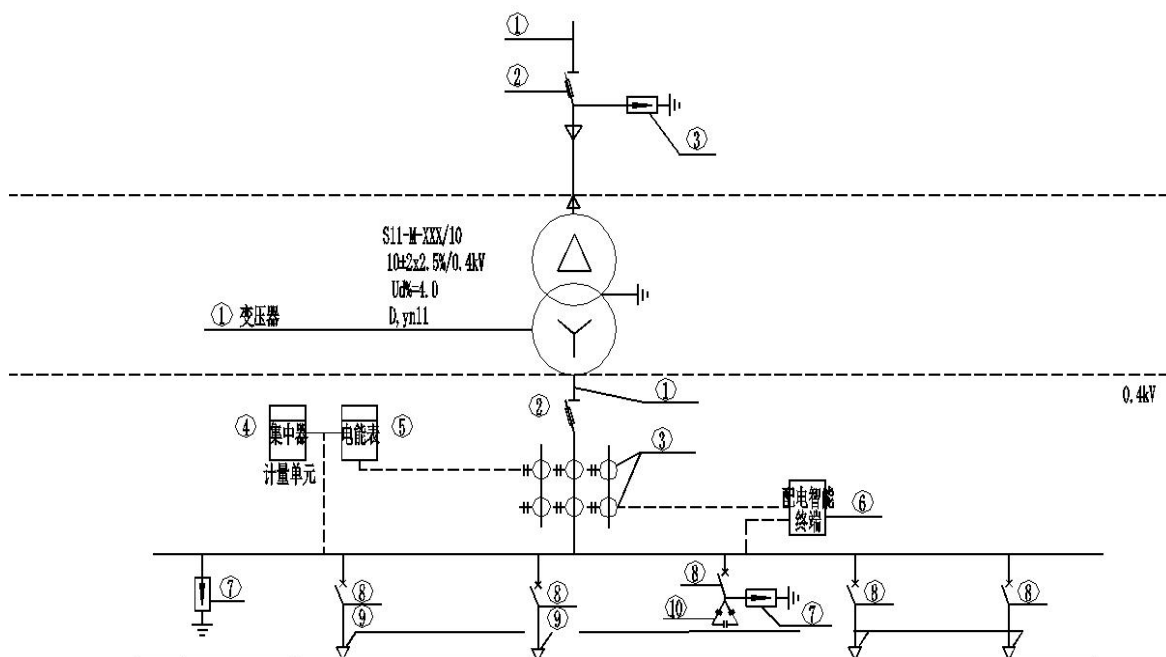 ①
②
③
S11-M-XXX/10
10±2x2.5%/0.4kV
Ud%=4.0
D,yn11
① 变压器
①
0.4kV
②
④ 集中器 电能表 ⑤
计量单元
③
配电智能
终端
⑥
⑦ ⑧ ⑧ ⑧ ⑧ ⑧
⑨ ⑨ ⑩ ⑦